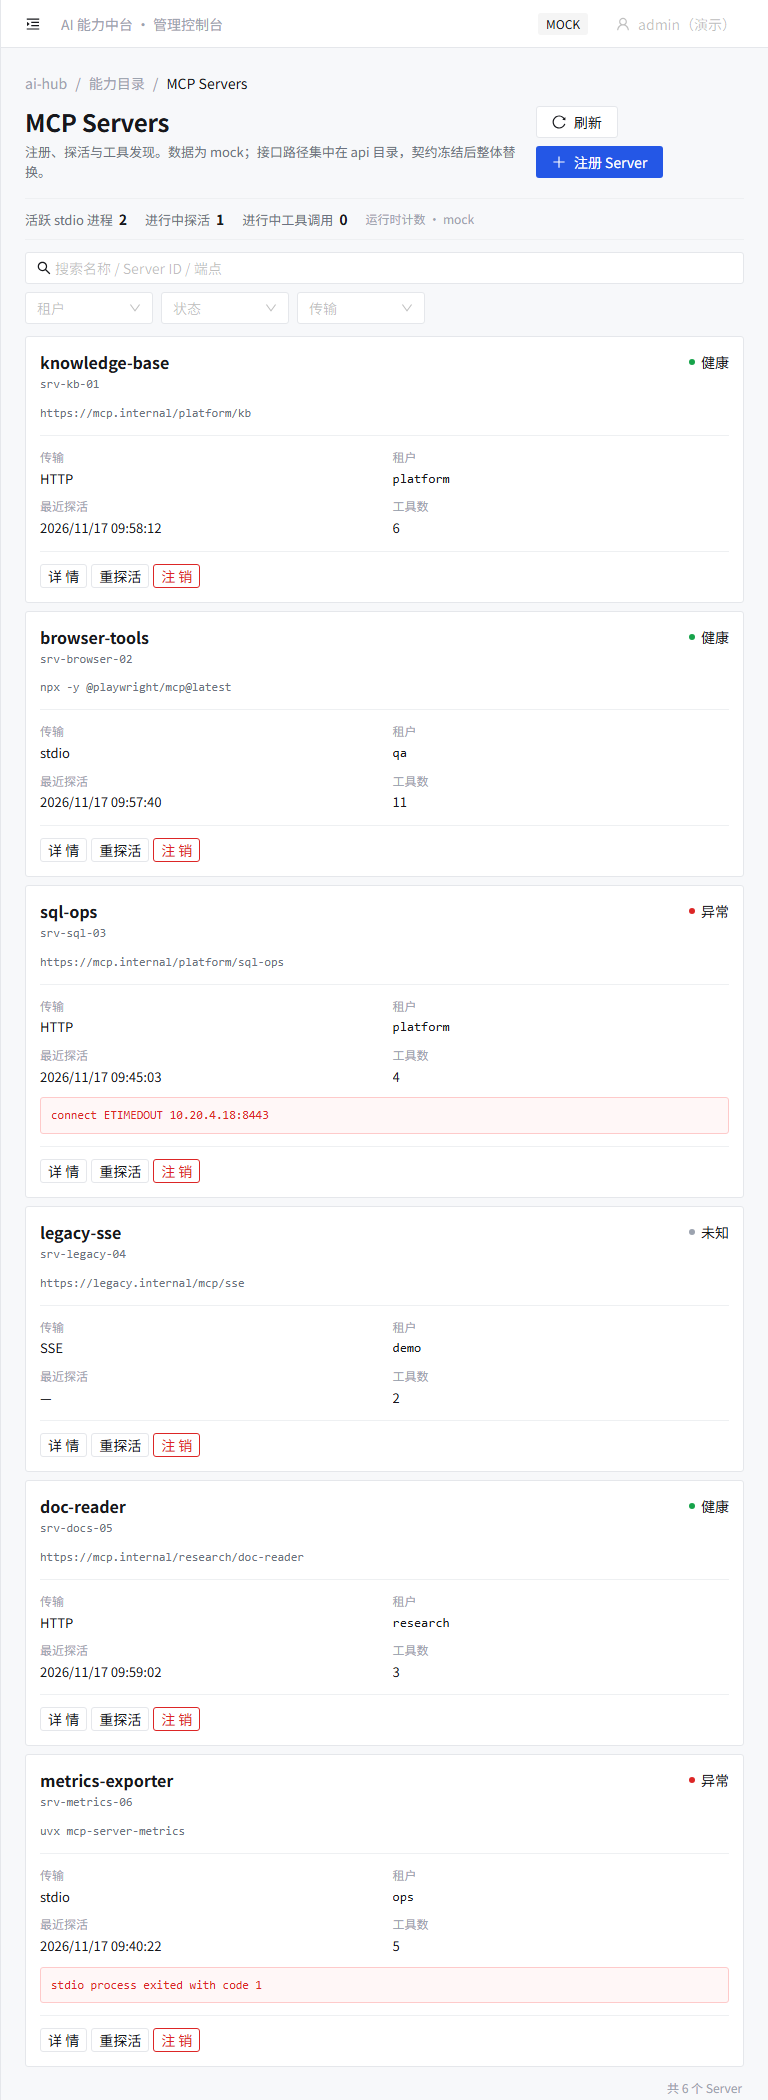 AI 能力中台 · 管理控制台
MOCK
admin（演示）
ai-hub / 能力目录 / MCP Servers
MCP Servers
注册、探活与工具发现。数据为 mock；接口路径集中在 api 目录，契约冻结后整体替
换。
刷新
注册 Server
活跃 stdio 进程 2 进行中探活 1 进行中工具调用 0 运行时计数 · mock
搜索名称 / Server ID / 端点
租户 状态 传输
knowledge-base 健康
srv-kb-01
https://mcp.internal/platform/kb
传输 租户
HTTP platform
最近探活 工具数
2026/11/17 09:58:12 6
详 情 重探活 注 销
browser-tools 健康
srv-browser-02
npx -y @playwright/mcp@latest
传输 租户
stdio qa
最近探活 工具数
2026/11/17 09:57:40 11
详 情 重探活 注 销
sql-ops 异常
srv-sql-03
https://mcp.internal/platform/sql-ops
传输 租户
HTTP platform
最近探活 工具数
2026/11/17 09:45:03 4
connect ETIMEDOUT 10.20.4.18:8443
详 情 重探活 注 销
legacy-sse 未知
srv-legacy-04
https://legacy.internal/mcp/sse
传输 租户
SSE demo
最近探活 工具数
— 2
详 情 重探活 注 销
doc-reader 健康
srv-docs-05
https://mcp.internal/research/doc-reader
传输 租户
HTTP research
最近探活 工具数
2026/11/17 09:59:02 3
详 情 重探活 注 销
metrics-exporter 异常
srv-metrics-06
uvx mcp-server-metrics
传输 租户
stdio ops
最近探活 工具数
2026/11/17 09:40:22 5
stdio process exited with code 1
详 情 重探活 注 销
共 6 个 Server